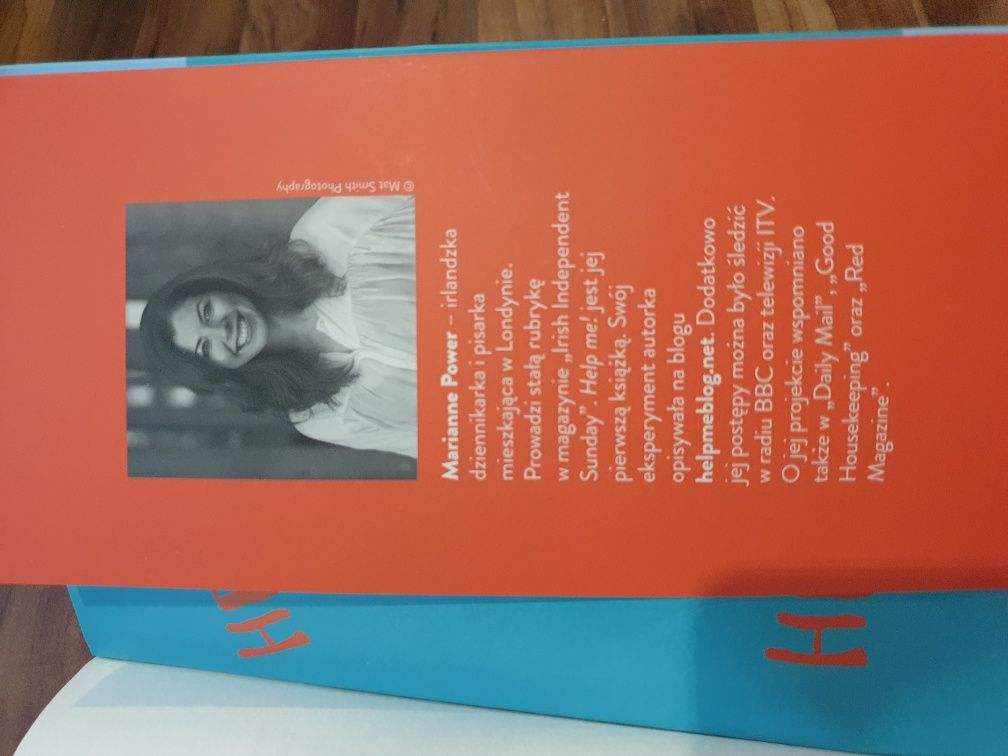 © Mat Smith Photography
Marianne Power – irlandzka
dziennikarka i pisarka
mieszkająca w Londynie.
Prowadzi stałą rubrykę
w magazynie „Irish Independent
Sunday". Help me! jest jej
pierwszą książką. Swój
eksperyment autorka
opisywała na blogu
helpmeblog.net. Dodatkowo
jej postępy można było śledzić
w radiu BBC oraz telewizji ITV.
O jej projekcie wspomniano
także w „Daily Mail", „Good
Housekeeping" oraz „Red
Magazine".